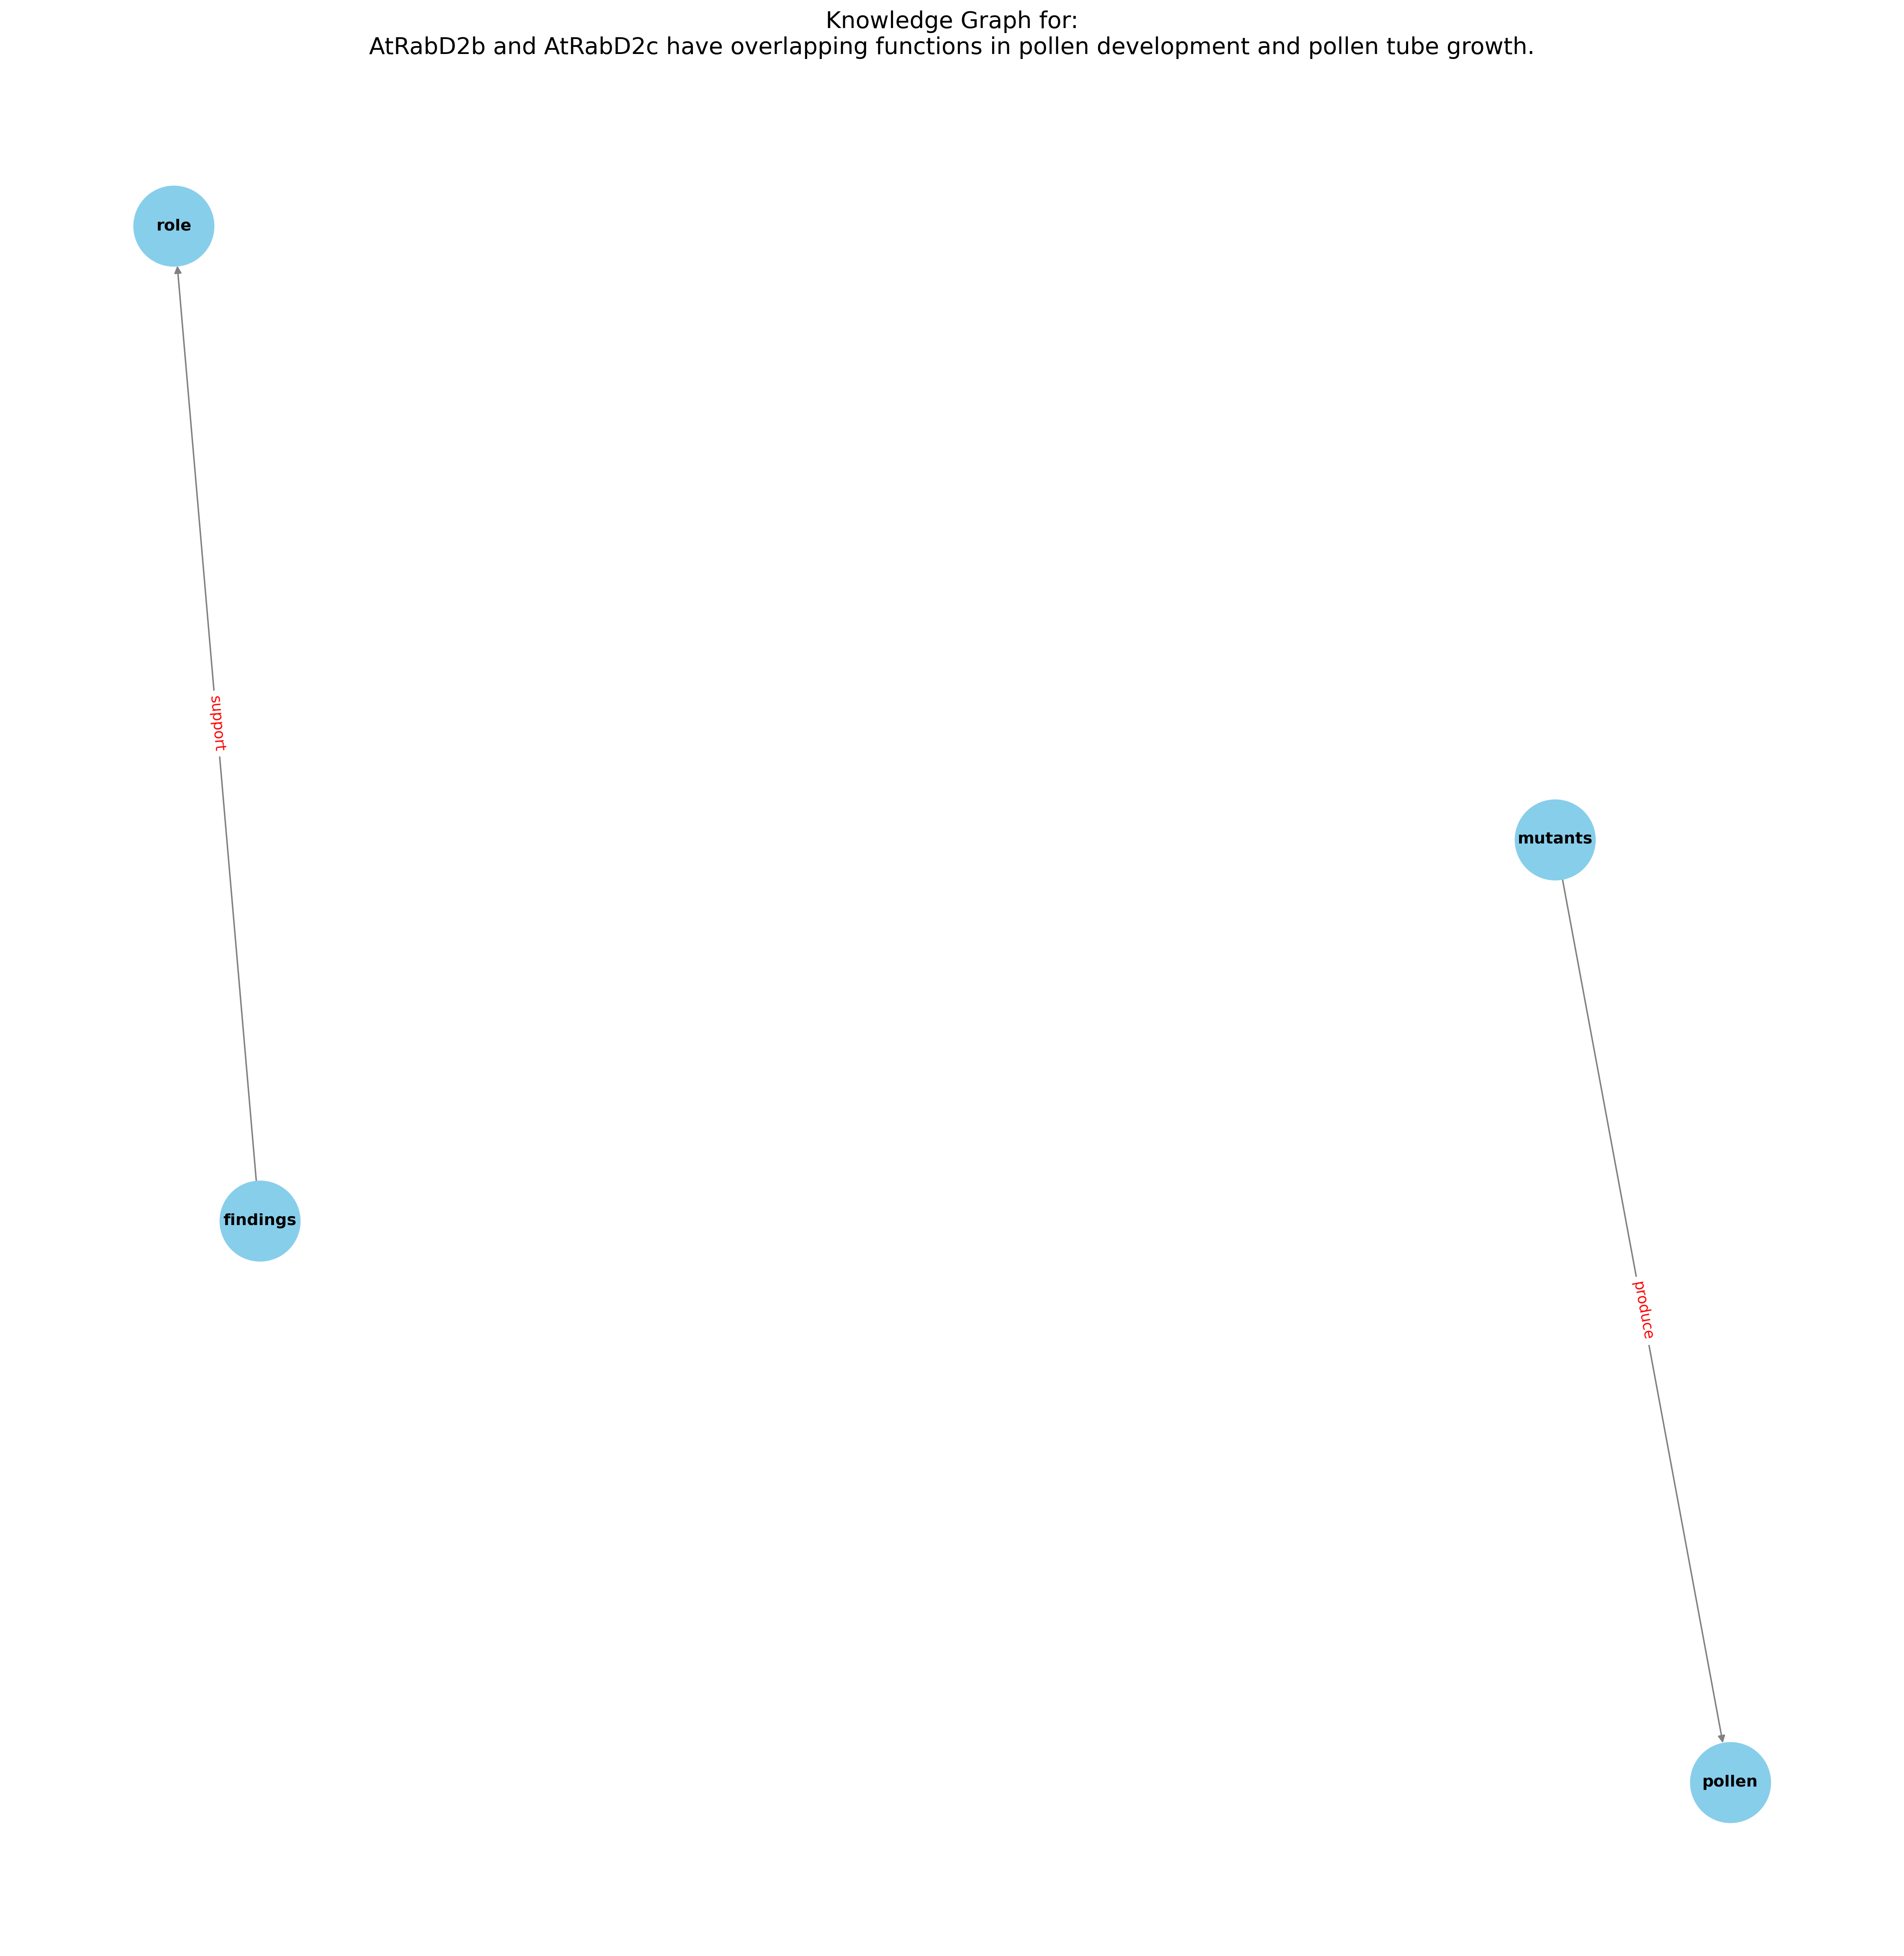 Knowledge Graph for:
AtRabD2b and AtRabD2c have overlapping functions in pollen development and pollen tube growth.
role
support
mutants
findings
produce
pollen